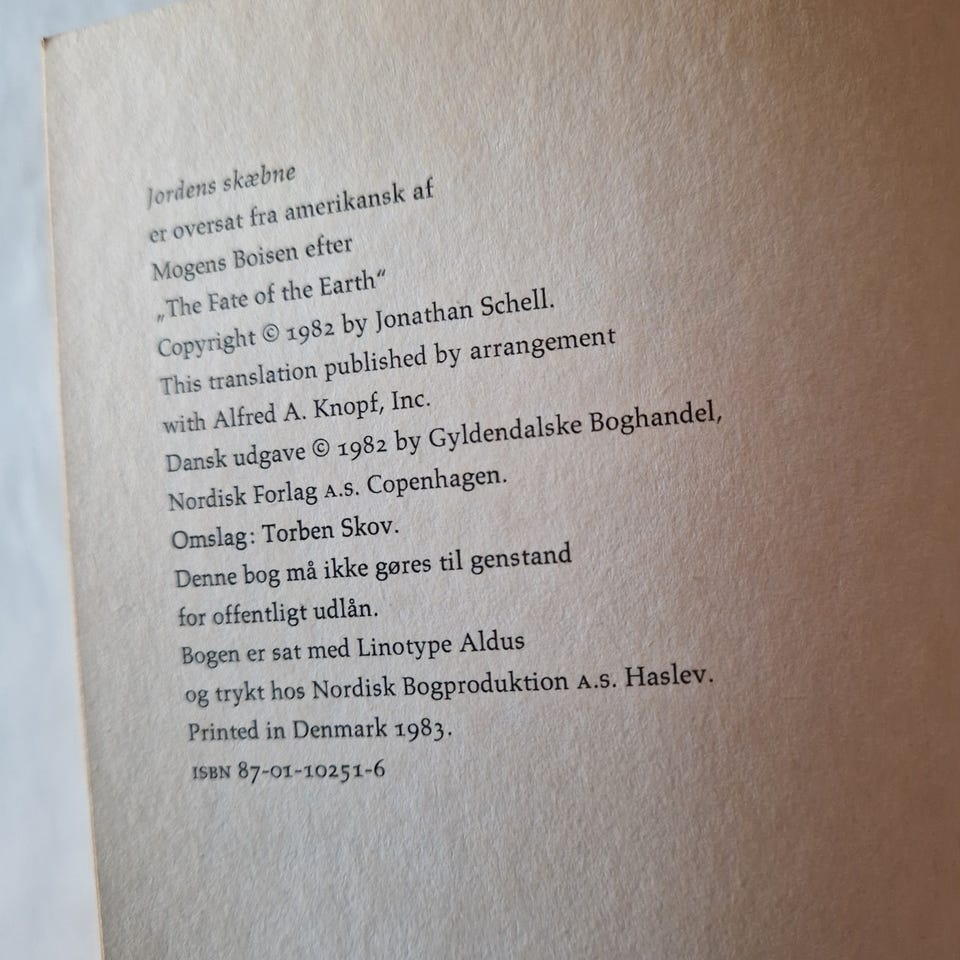 Jordens skæbne
er oversat fra amerikansk af
Mogens Boisen efter
„The Fate of the Earth“
Copyright © 1982 by Jonathan Schell.
This translation published by arrangement
with Alfred A. Knopf, Inc.
Dansk udgave © 1982 by Gyldendalske Boghandel,
Nordisk Forlag A.S. Copenhagen.
Omslag: Torben Skov.
Denne bog må ikke gøres til genstand
for offentligt udlån.
Bogen er sat med Linotype Aldus
og trykt hos Nordisk Bogproduktion A.S. Haslev.
Printed in Denmark 1983.
ISBN 87-01-10251-6